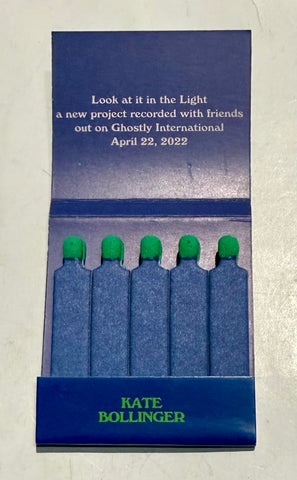 Look at it in the Light
a new project recorded with friends
out on Ghostly International
April 22, 2022
KATE
BOLLINGER